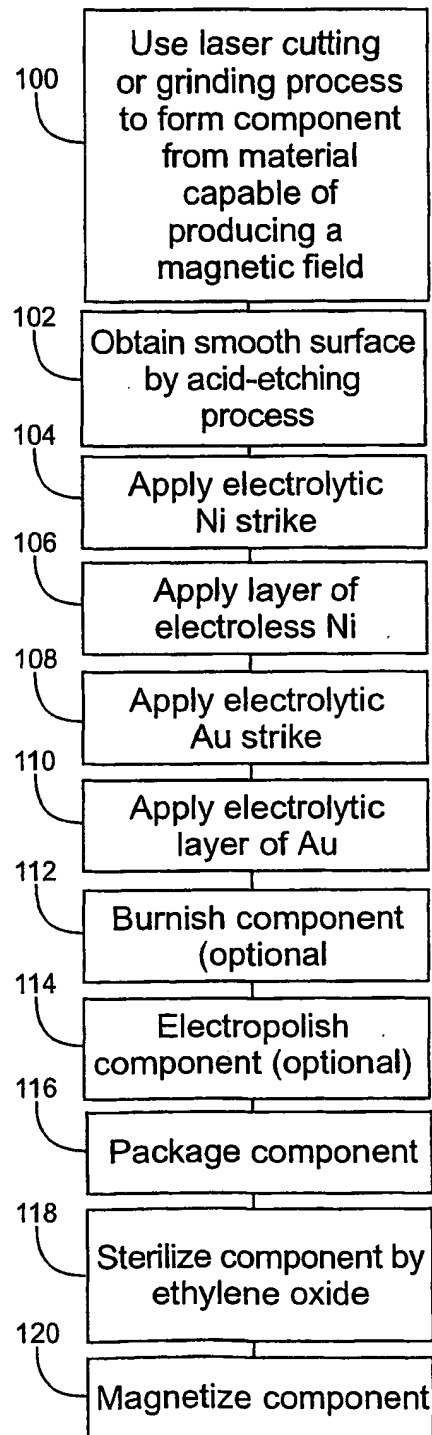 100
Use laser cutting
or grinding process
to form component
from material
capable of
producing a
magnetic field
102
Obtain smooth surface
by acid-etching
process
104
Apply electrolytic
Ni strike
106
Apply layer of
electroless Ni
108
Apply electrolytic
Au strike
110
Apply electrolytic
layer of Au
112
Burnish component
(optional
114
Electropolish
component (optional)
116
Package component
118
Sterilize component by
ethylene oxide
120
Magnetize component